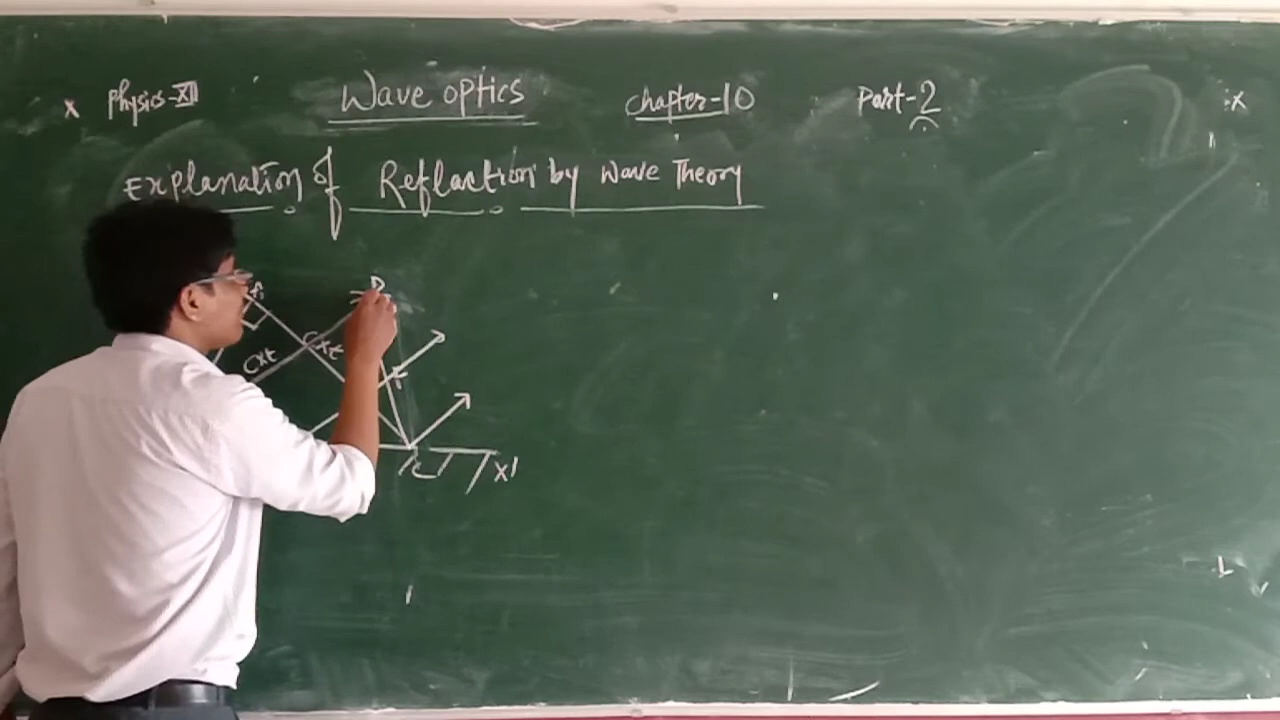 x Physics-XII Wave optics Chapter-10 Part-2 x
Explanation of Reflaction by Wave Theory
D
Cxt Cxt
C X'